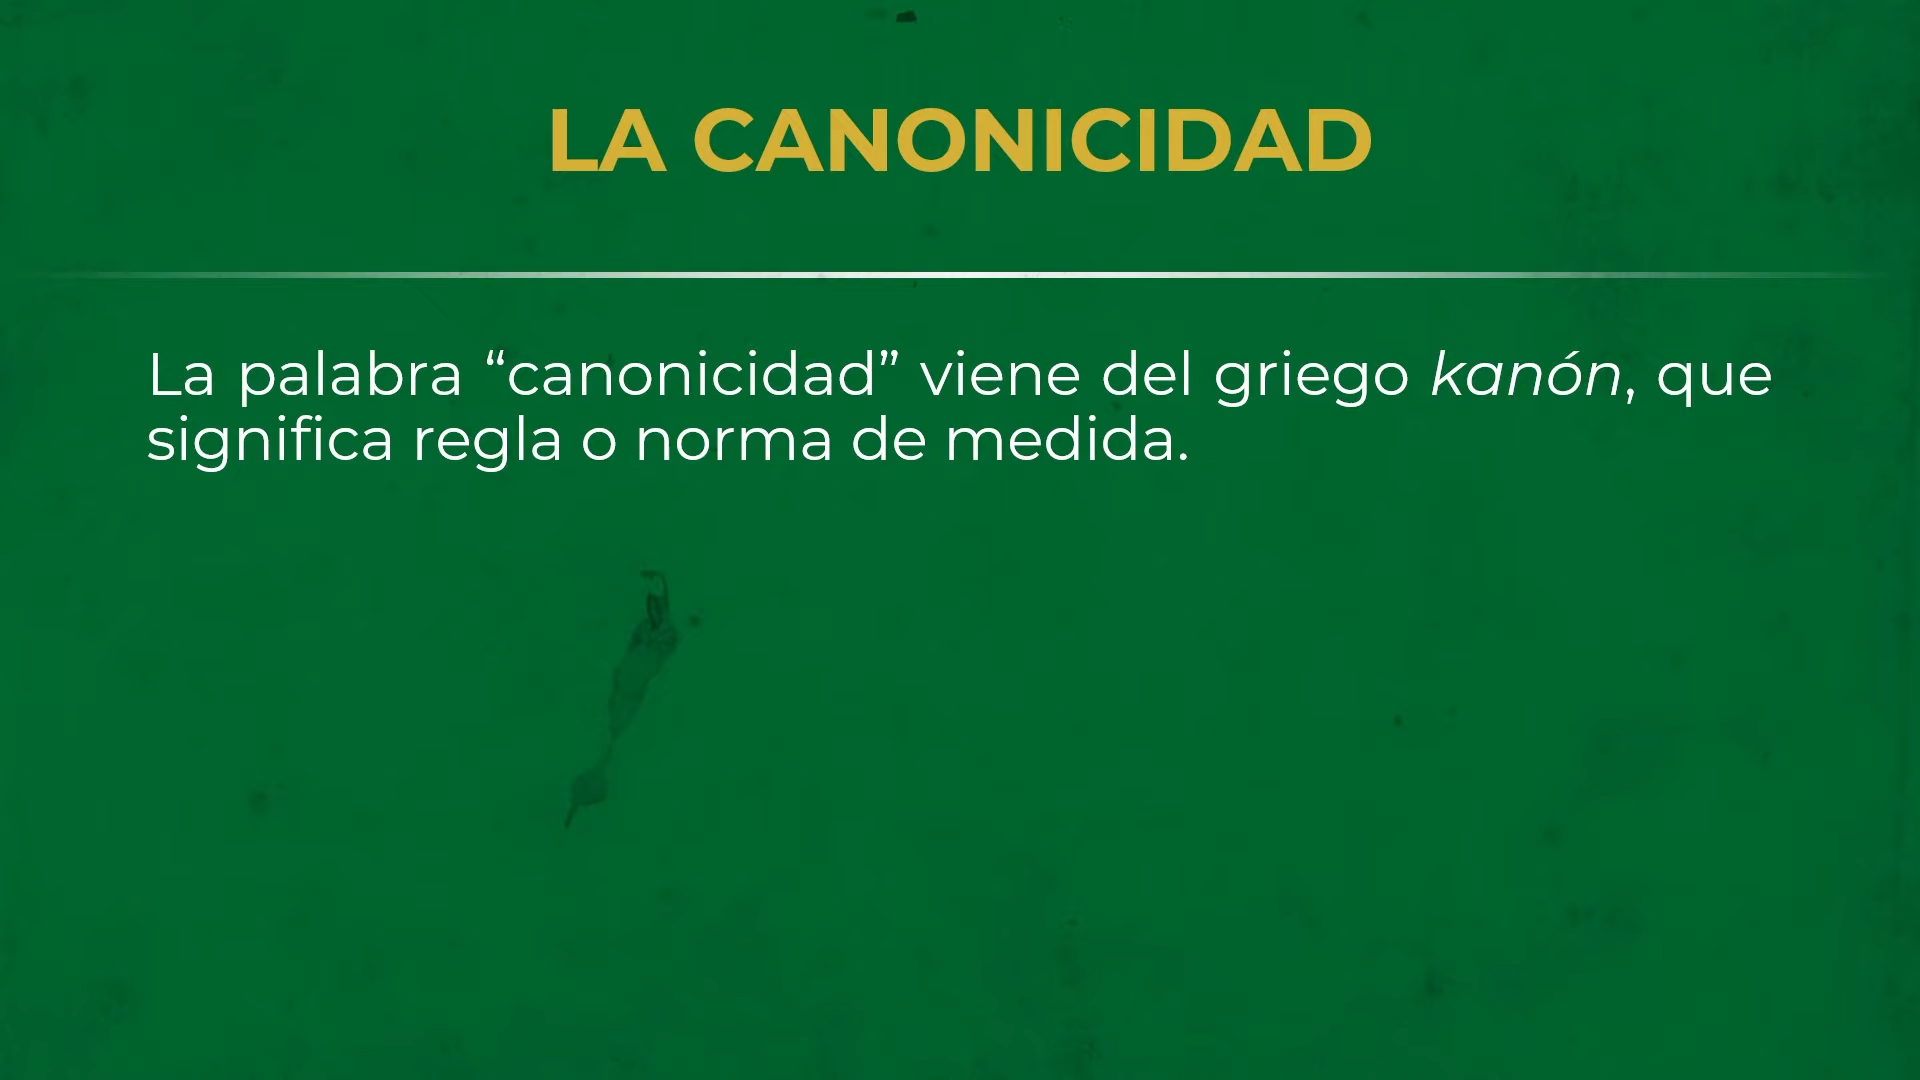 LA CANONICIDAD
La palabra “canonicidad” viene del griego kanón, que
significa regla o norma de medida.